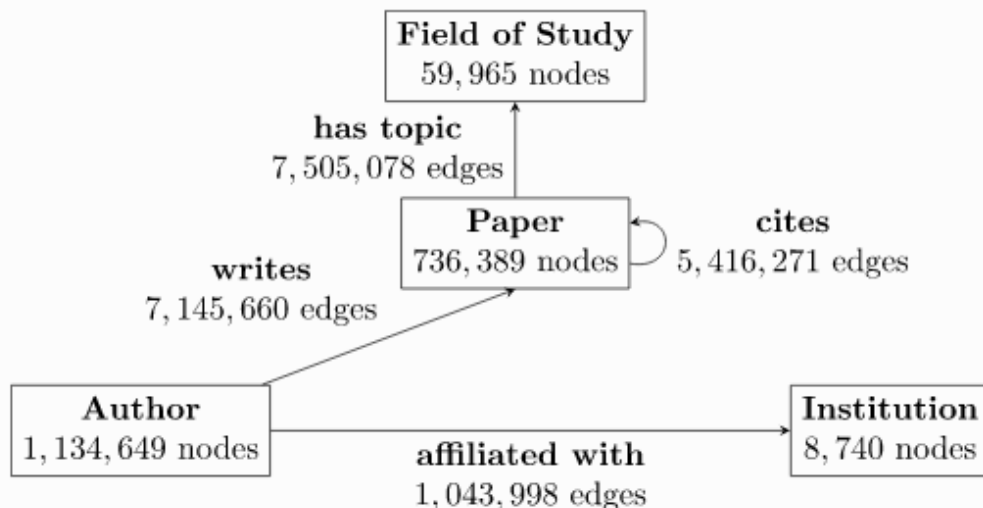 Field of Study
59, 965 nodes
has topic
7, 505, 078 edges
Paper
736, 389 nodes
cites
5, 416, 271 edges
writes
7, 145, 660 edges
Author
1, 134, 649 nodes
Institution
8, 740 nodes
affiliated with
1, 043, 998 edges